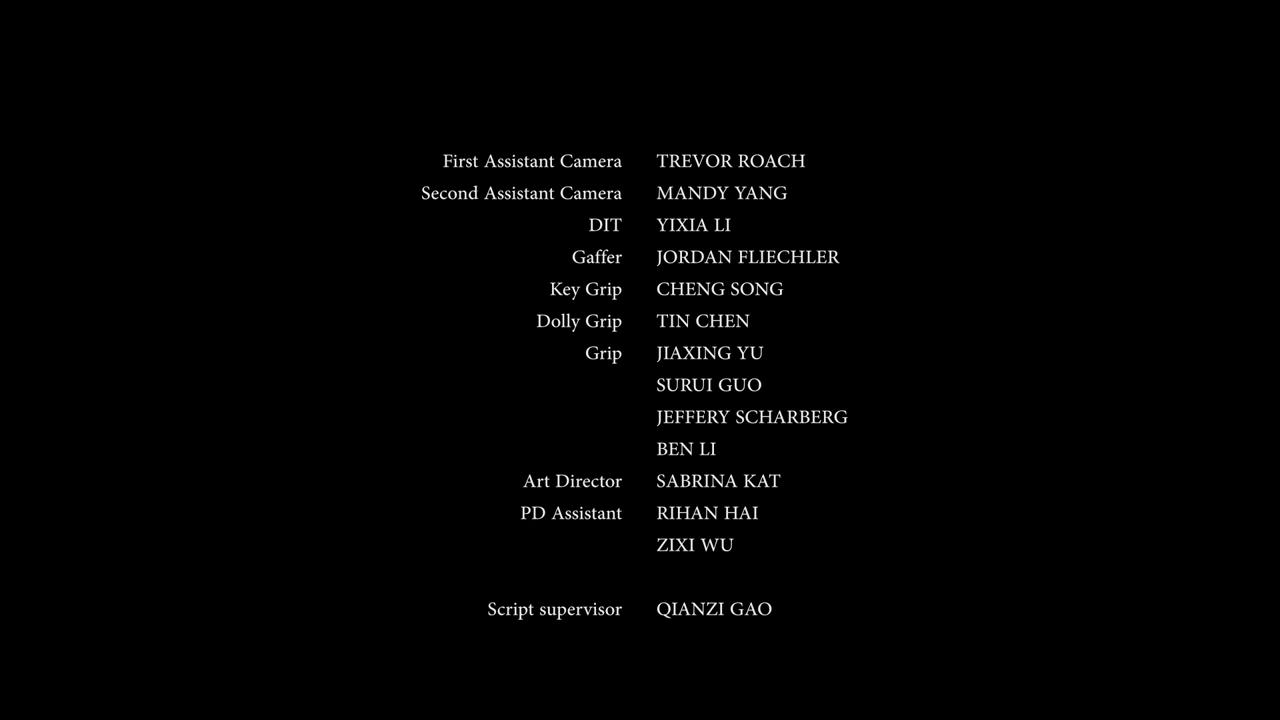 First Assistant Camera TREVOR ROACH
Second Assistant Camera MANDY YANG
DIT YIXIA LI
Gaffer JORDAN FLIECHLER
Key Grip CHENG SONG
Dolly Grip TIN CHEN
Grip JIAXING YU
SURUI GUO
JEFFERY SCHARBERG
BEN LI
Art Director SABRINA KAT
PD Assistant RIHAN HAI
ZIXI WU
Script supervisor QIANZI GAO